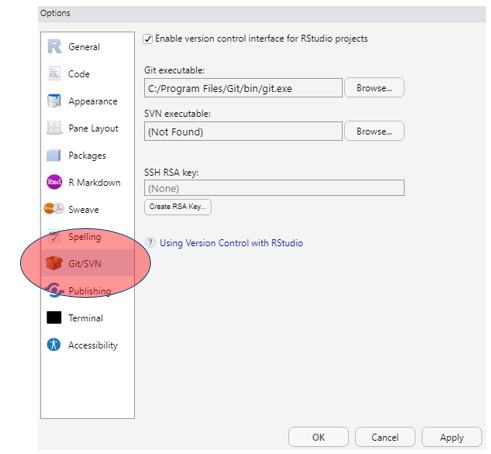 Options
General
Code
Appearance
Pane Layout
Packages
Rmd R Markdown
Sweave
ABC Spelling
Git/SVN
Publishing
Terminal
Accessibility
Enable version control interface for RStudio projects
Git executable:
C:/Program Files/Git/bin/git.exe Browse...
SVN executable:
(Not Found) Browse...
SSH RSA key:
(None)
Create RSA Key...
? Using Version Control with RStudio
OK Cancel Apply